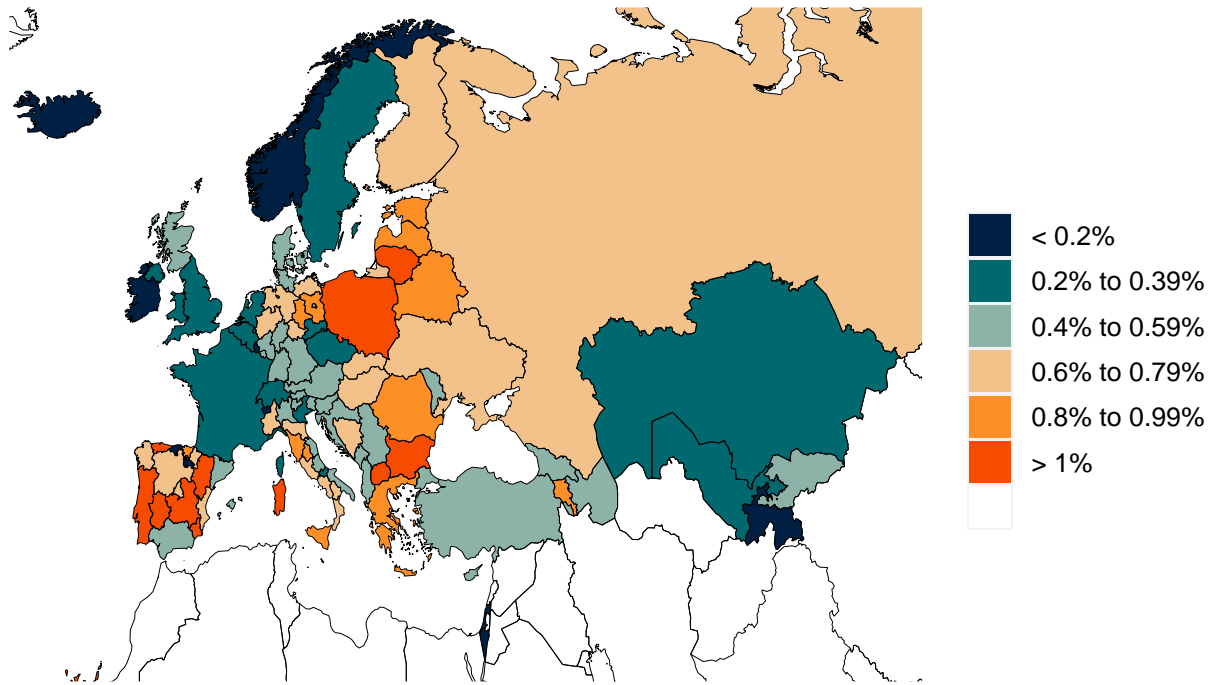 < 0.2%
0.2% to 0.39%
0.4% to 0.59%
0.6% to 0.79%
0.8% to 0.99%
> 1%